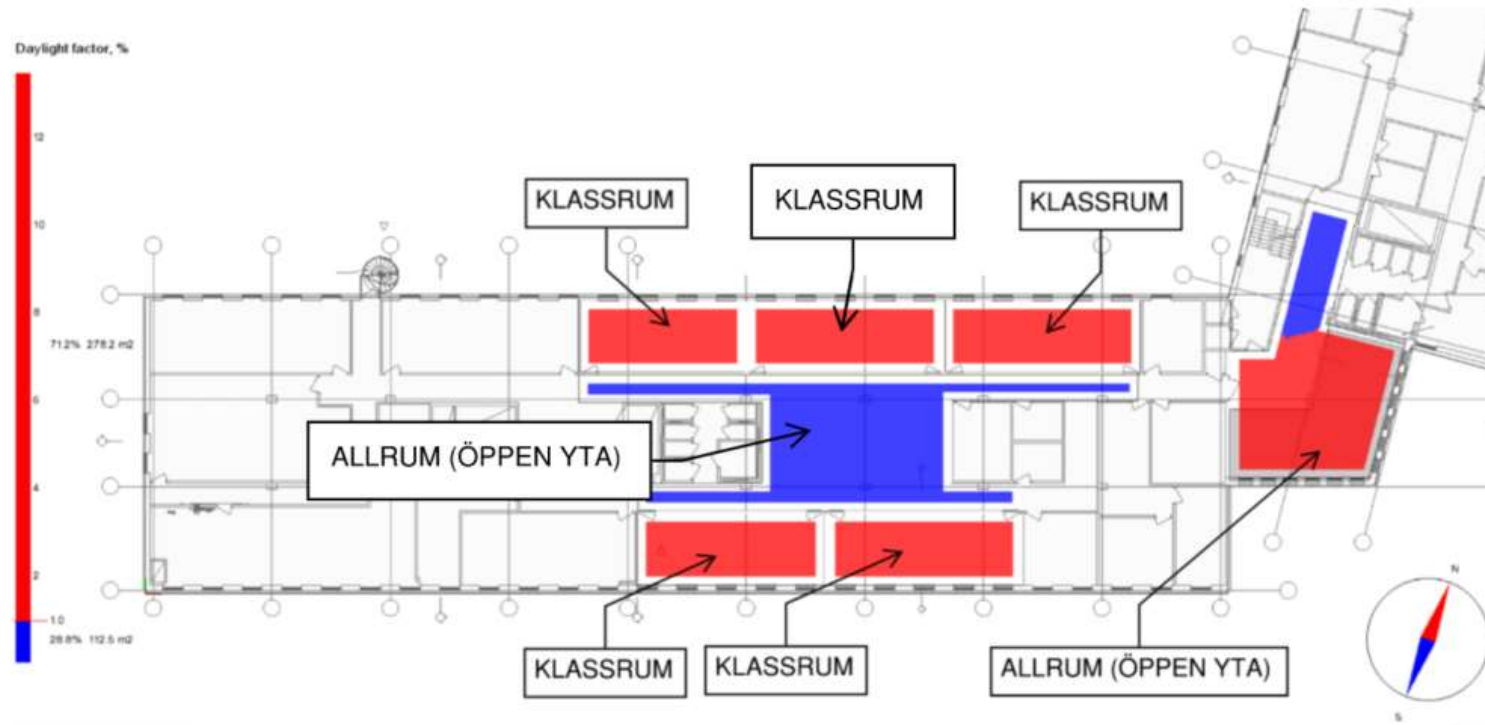 Daylight factor, %
12
10
8
71.2% 278.2 m2
6
4
2
1.0
28.8% 112.5 m2
KLASSRUM
KLASSRUM
KLASSRUM
ALLRUM (ÖPPEN YTA)
KLASSRUM
KLASSRUM
ALLRUM (ÖPPEN YTA)
N
S